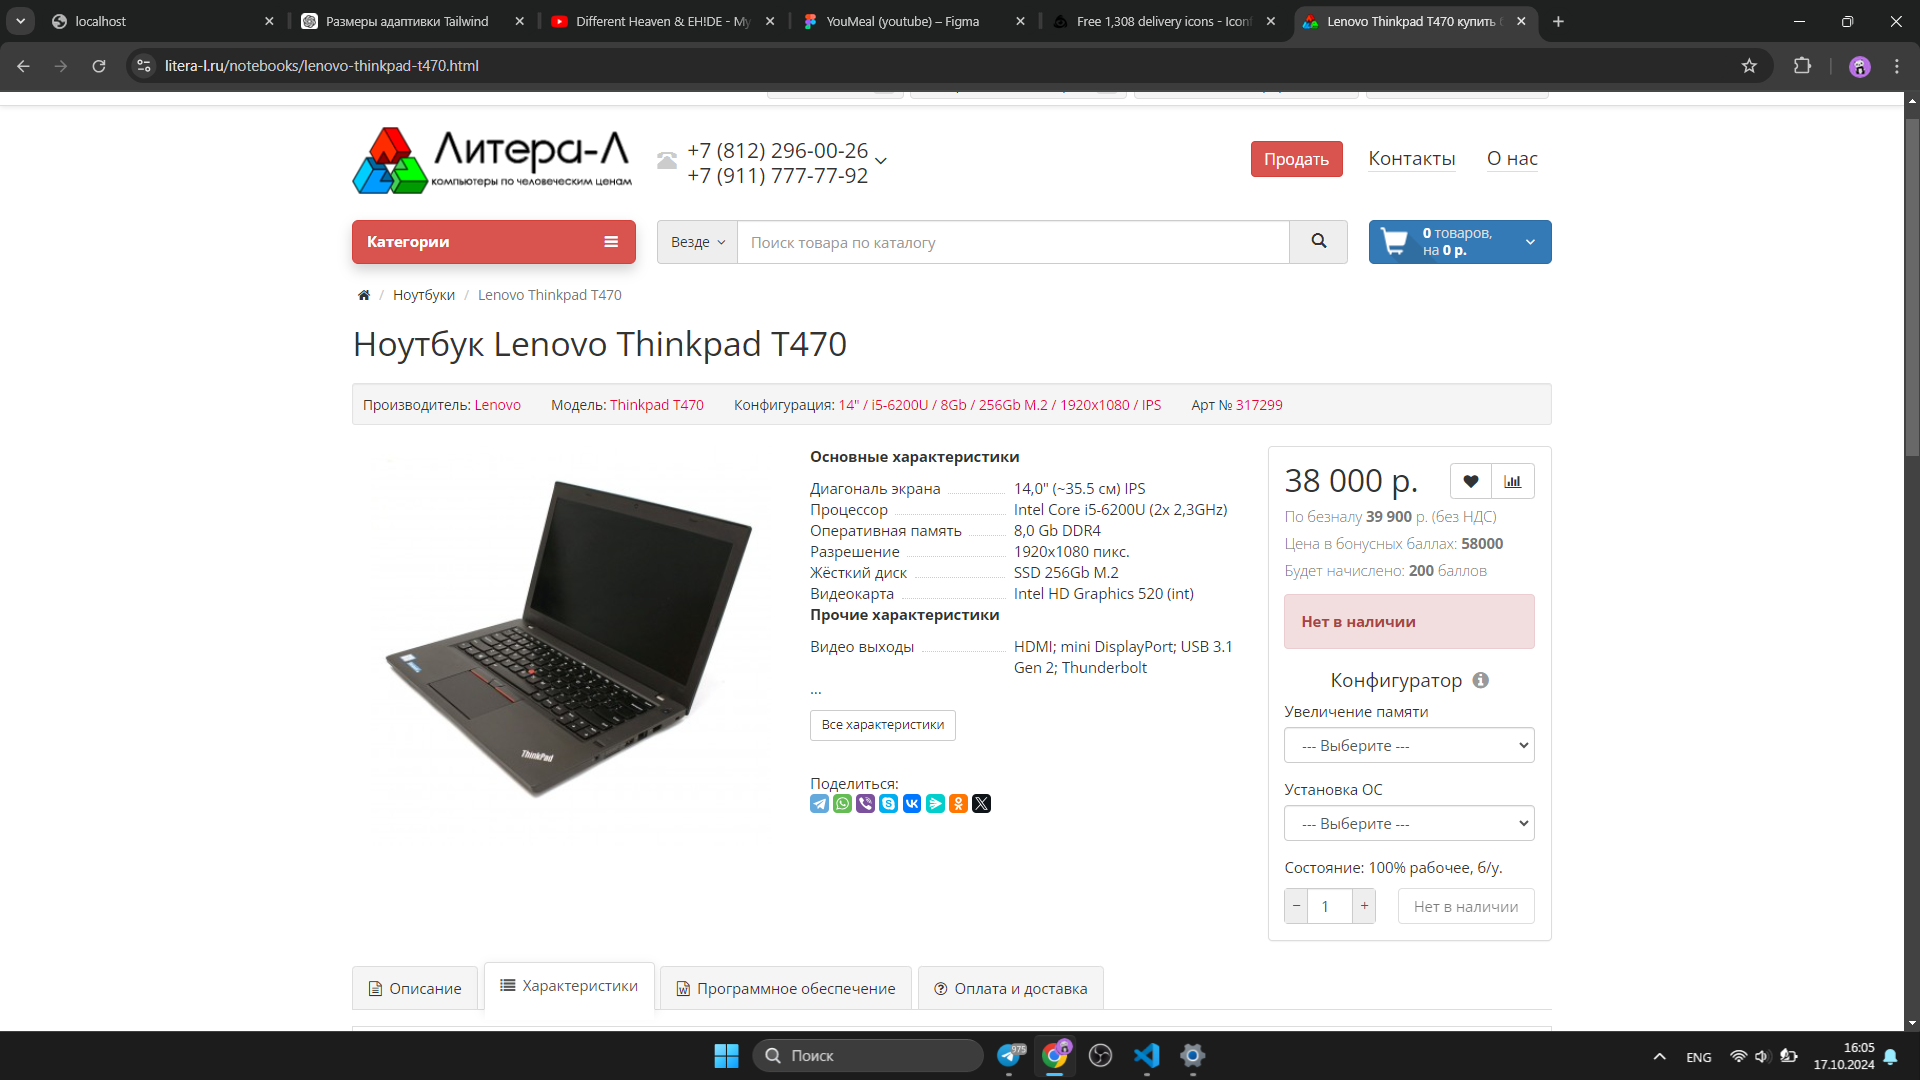 localhost
Размеры адаптивки Tailwind
Different Heaven & EH!DE - My
YouMeal (youtube) – Figma
Free 1,308 delivery icons - Iconf
Lenovo Thinkpad T470 купить
litera-l.ru/notebooks/lenovo-thinkpad-t470.html
Литера-Л
компьютеры по человеческим ценам
+7 (812) 296-00-26
+7 (911) 777-77-92
Продать
Контакты
О нас
Категории
Везде
Поиск товара по каталогу
0 товаров,
на 0 р.
/ Ноутбуки / Lenovo Thinkpad T470
Ноутбук Lenovo Thinkpad T470
Производитель: Lenovo Модель: Thinkpad T470 Конфигурация: 14" / i5-6200U / 8Gb / 256Gb M.2 / 1920x1080 / IPS Арт № 317299
ThinkPad
Основные характеристики
Диагональ экрана 14,0" (~35.5 см) IPS
Процессор Intel Core i5-6200U (2x 2,3GHz)
Оперативная память 8,0 Gb DDR4
Разрешение 1920x1080 пикс.
Жёсткий диск SSD 256Gb M.2
Видеокарта Intel HD Graphics 520 (int)
Прочие характеристики
Видео выходы HDMI; mini DisplayPort; USB 3.1
Gen 2; Thunderbolt
...
Все характеристики
Поделиться:
38 000 р.
По безналу 39 900 р. (без НДС)
Цена в бонусных баллах: 58000
Будет начислено: 200 баллов
Нет в наличии
Конфигуратор
Увеличение памяти
--- Выберите ---
Установка ОС
--- Выберите ---
Состояние: 100% рабочее, б/у.
− 1 +
Нет в наличии
Описание
Характеристики
Программное обеспечение
Оплата и доставка
Поиск
975
ENG
16:05
17.10.2024